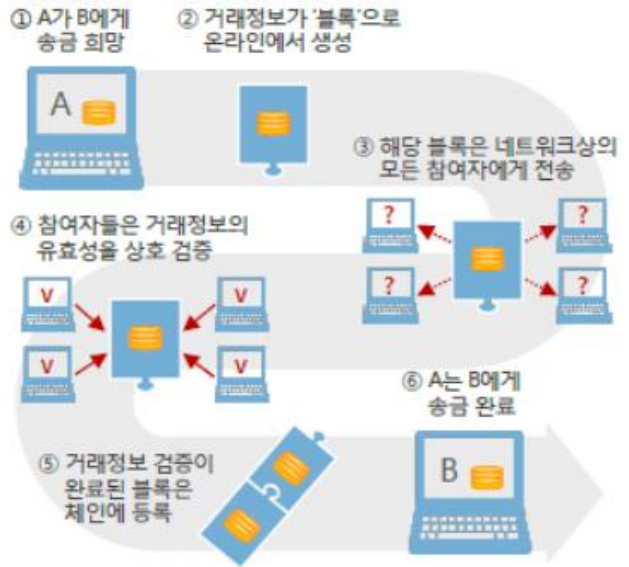 ① A가 B에게
송금 희망
② 거래정보가 '블록'으로
온라인에서 생성
A
③ 해당 블록은 네트워크상의
모든 참여자에게 전송
? ?
? ?
④ 참여자들은 거래정보의
유효성을 상호 검증
V V
V V
⑥ A는 B에게
송금 완료
B
⑤ 거래정보 검증이
완료된 블록은
체인에 등록